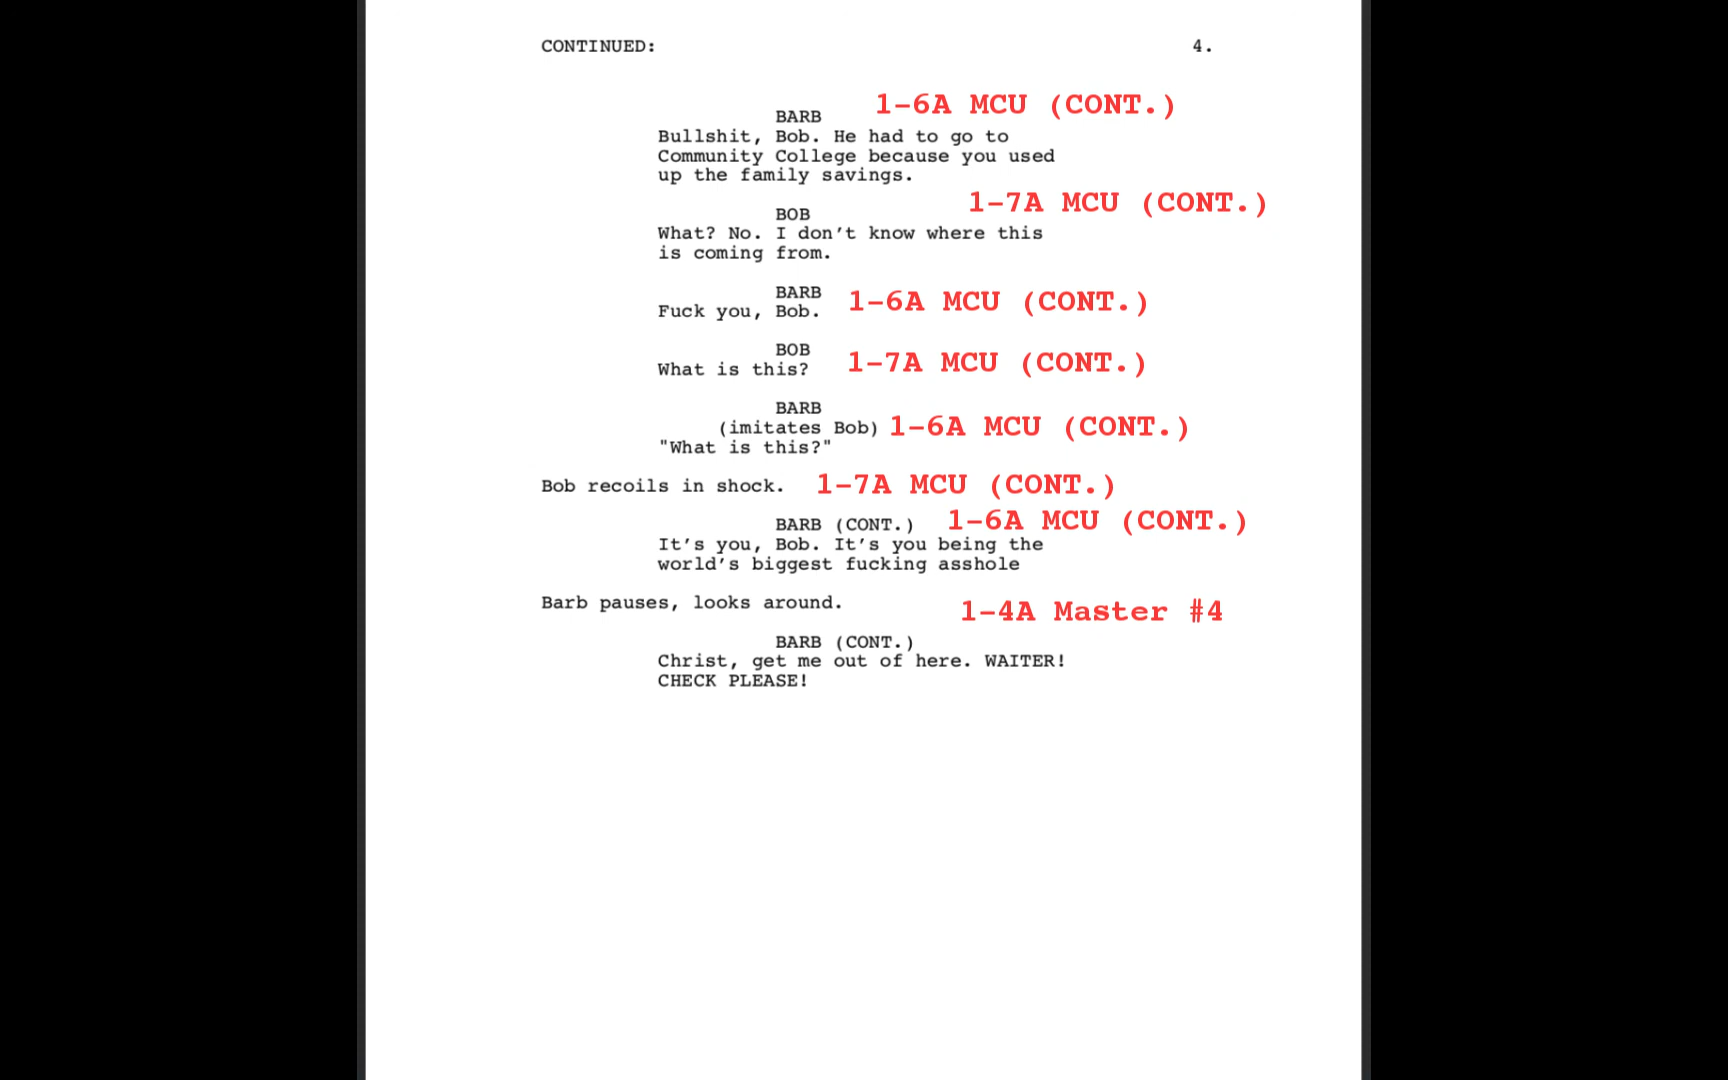 CONTINUED: 4.
1-6A MCU (CONT.)
BARB
Bullshit, Bob. He had to go to
Community College because you used
up the family savings.
1-7A MCU (CONT.)
BOB
What? No. I don't know where this
is coming from.
BARB
1-6A MCU (CONT.)
Fuck you, Bob.
BOB
1-7A MCU (CONT.)
What is this?
BARB
(imitates Bob) 1-6A MCU (CONT.)
"What is this?"
Bob recoils in shock. 1-7A MCU (CONT.)
BARB (CONT.) 1-6A MCU (CONT.)
It's you, Bob. It's you being the
world's biggest fucking asshole
Barb pauses, looks around. 1-4A Master #4
BARB (CONT.)
Christ, get me out of here. WAITER!
CHECK PLEASE!